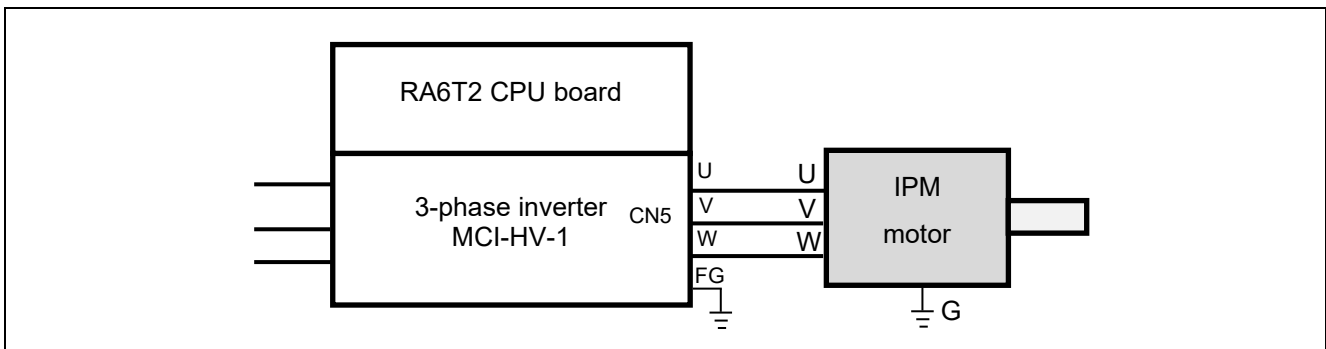 RA6T2 CPU board
3-phase inverter
MCI-HV-1
CN5
U
V
W
FG
U
V
W
IPM
motor
G